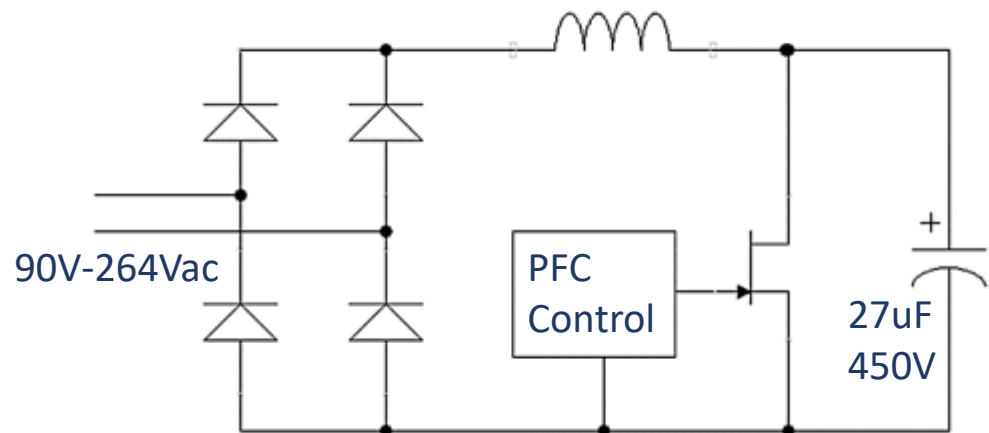 90V-264Vac
PFC
Control
+
27uF
450V